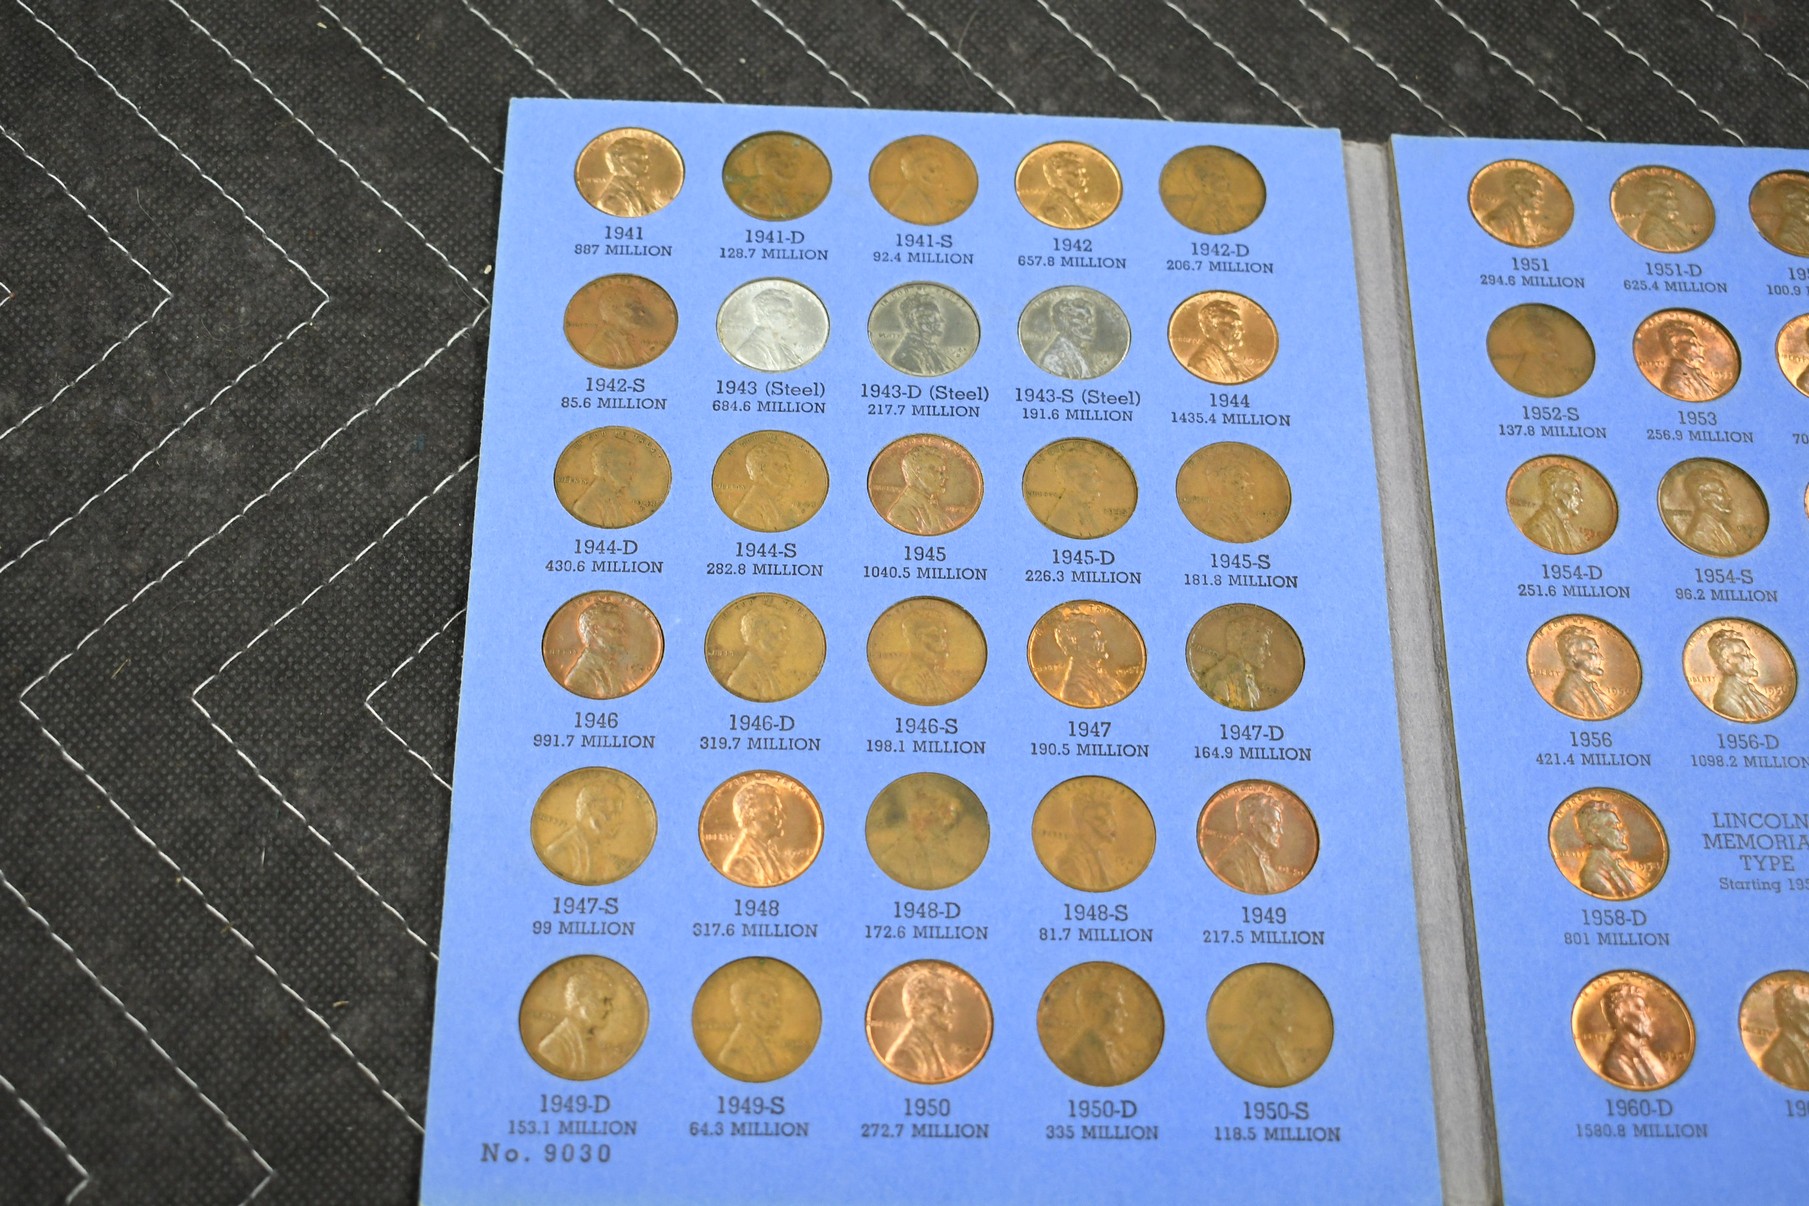 1941
887 MILLION
1941-D
128.7 MILLION
1941-S
92.4 MILLION
1942
657.8 MILLION
1942-D
206.7 MILLION
1942-S
85.6 MILLION
1943 (Steel)
684.6 MILLION
1943-D (Steel)
217.7 MILLION
1943-S (Steel)
191.6 MILLION
1944
1435.4 MILLION
1944-D
430.6 MILLION
1944-S
282.8 MILLION
1945
1040.5 MILLION
1945-D
226.3 MILLION
1945-S
181.8 MILLION
1946
991.7 MILLION
1946-D
319.7 MILLION
1946-S
198.1 MILLION
1947
190.5 MILLION
1947-D
164.9 MILLION
1947-S
99 MILLION
1948
317.6 MILLION
1948-D
172.6 MILLION
1948-S
81.7 MILLION
1949
217.5 MILLION
1949-D
153.1 MILLION
1949-S
64.3 MILLION
1950
272.7 MILLION
1950-D
335 MILLION
1950-S
118.5 MILLION
No. 9030
1951
294.6 MILLION
1951-D
625.4 MILLION
100.9
1952-S
137.8 MILLION
1953
256.9 MILLION
70
1954-D
251.6 MILLION
1954-S
96.2 MILLION
1956
421.4 MILLION
1956-D
1098.2 MILLION
1958-D
801 MILLION
LINCOLN
MEMORIA
TYPE
Starting 195
1960-D
1580.8 MILLION